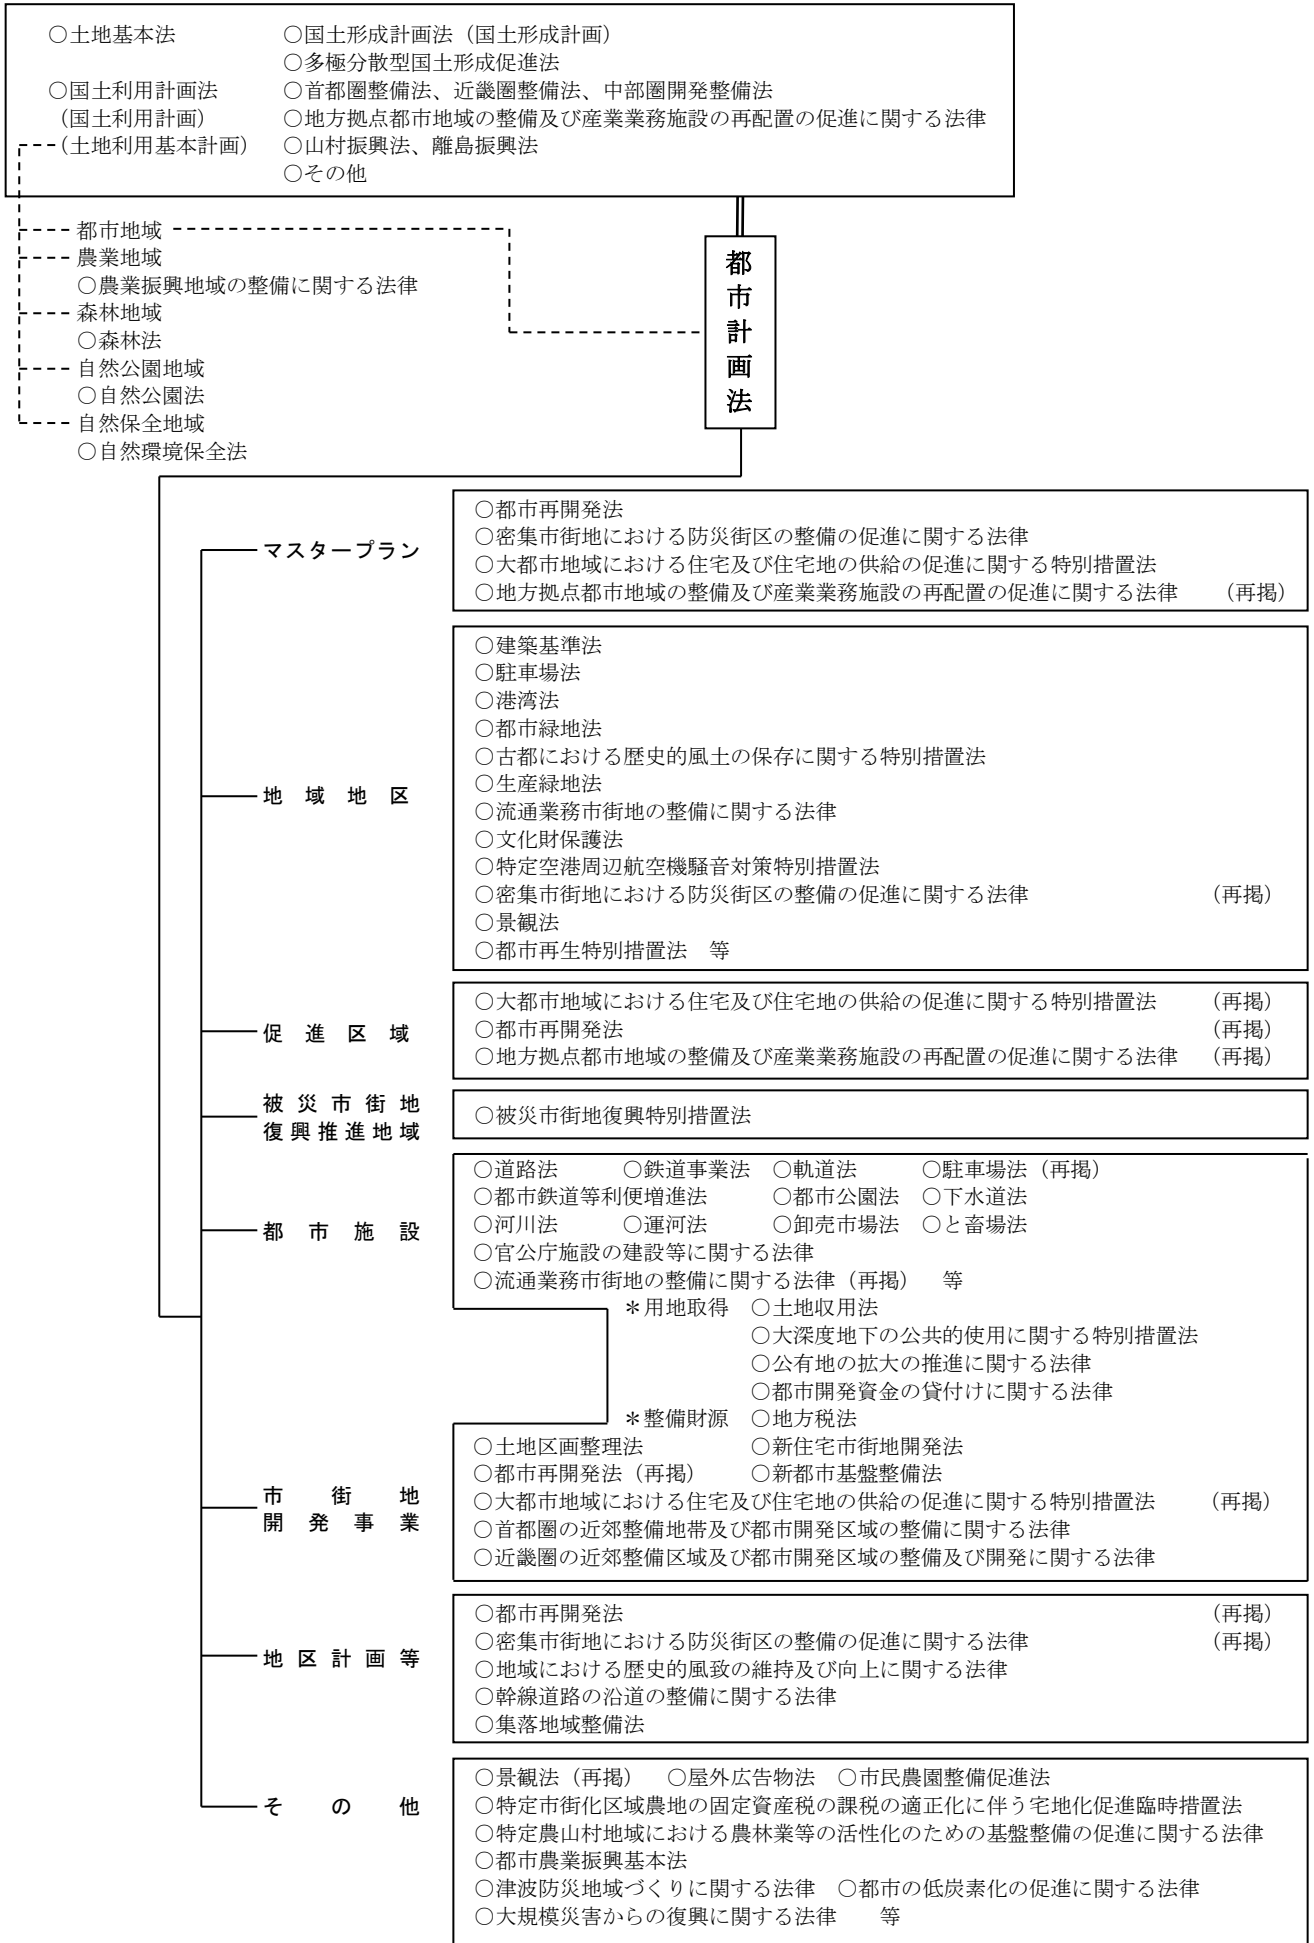 ○土地基本法　○国土形成計画法（国土形成計画）
○多極分散型国土形成促進法
○国土利用計画法　○首都圏整備法、近畿圏整備法、中部圏開発整備法
（国土利用計画）　○地方拠点都市地域の整備及び産業業務施設の再配置の促進に関する法律
（土地利用基本計画）　○山村振興法、離島振興法
○その他
都市地域
農業地域
○農業振興地域の整備に関する法律
森林地域
○森林法
自然公園地域
○自然公園法
自然保全地域
○自然環境保全法
都市計画法
マスタープラン
○都市再開発法
○密集市街地における防災街区の整備の促進に関する法律
○大都市地域における住宅及び住宅地の供給の促進に関する特別措置法
○地方拠点都市地域の整備及び産業業務施設の再配置の促進に関する法律　（再掲）
地域地区
○建築基準法
○駐車場法
○港湾法
○都市緑地法
○古都における歴史的風土の保存に関する特別措置法
○生産緑地法
○流通業務市街地の整備に関する法律
○文化財保護法
○特定空港周辺航空機騒音対策特別措置法
○密集市街地における防災街区の整備の促進に関する法律　（再掲）
○景観法
○都市再生特別措置法　等
促進区域
○大都市地域における住宅及び住宅地の供給の促進に関する特別措置法　（再掲）
○都市再開発法　（再掲）
○地方拠点都市地域の整備及び産業業務施設の再配置の促進に関する法律　（再掲）
被災市街地
復興推進地域
○被災市街地復興特別措置法
都市施設
○道路法　○鉄道事業法　○軌道法　○駐車場法（再掲）
○都市鉄道等利便増進法　○都市公園法　○下水道法
○河川法　○運河法　○卸売市場法　○と畜場法
○官公庁施設の建設等に関する法律
○流通業務市街地の整備に関する法律（再掲）　等
＊用地取得　○土地収用法
○大深度地下の公共的使用に関する特別措置法
○公有地の拡大の推進に関する法律
○都市開発資金の貸付けに関する法律
＊整備財源　○地方税法
市街地
開発事業
○土地区画整理法　○新住宅市街地開発法
○都市再開発法（再掲）　○新都市基盤整備法
○大都市地域における住宅及び住宅地の供給の促進に関する特別措置法　（再掲）
○首都圏の近郊整備地帯及び都市開発区域の整備に関する法律
○近畿圏の近郊整備区域及び都市開発区域の整備及び開発に関する法律
地区計画等
○都市再開発法　（再掲）
○密集市街地における防災街区の整備の促進に関する法律　（再掲）
○地域における歴史的風致の維持及び向上に関する法律
○幹線道路の沿道の整備に関する法律
○集落地域整備法
その他
○景観法（再掲）　○屋外広告物法　○市民農園整備促進法
○特定市街化区域農地の固定資産税の課税の適正化に伴う宅地化促進臨時措置法
○特定農山村地域における農林業等の活性化のための基盤整備の促進に関する法律
○都市農業振興基本法
○津波防災地域づくりに関する法律　○都市の低炭素化の促進に関する法律
○大規模災害からの復興に関する法律　等